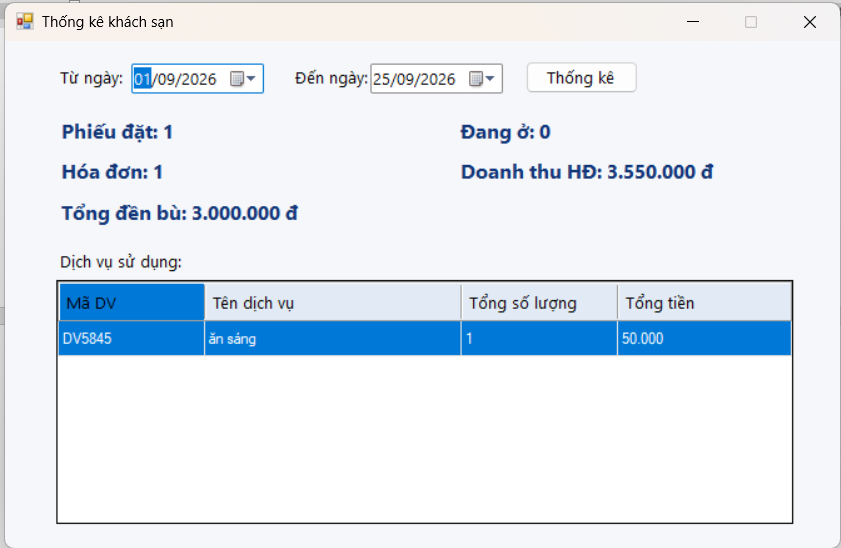 Thống kê khách sạn
Từ ngày: 01/09/2026 Đến ngày: 25/09/2026 Thống kê
Phiếu đặt: 1 Đang ở: 0
Hóa đơn: 1 Doanh thu HĐ: 3.550.000 đ
Tổng đền bù: 3.000.000 đ
Dịch vụ sử dụng:
Mã DV Tên dịch vụ Tổng số lượng Tổng tiền
DV5845 ăn sáng 1 50.000